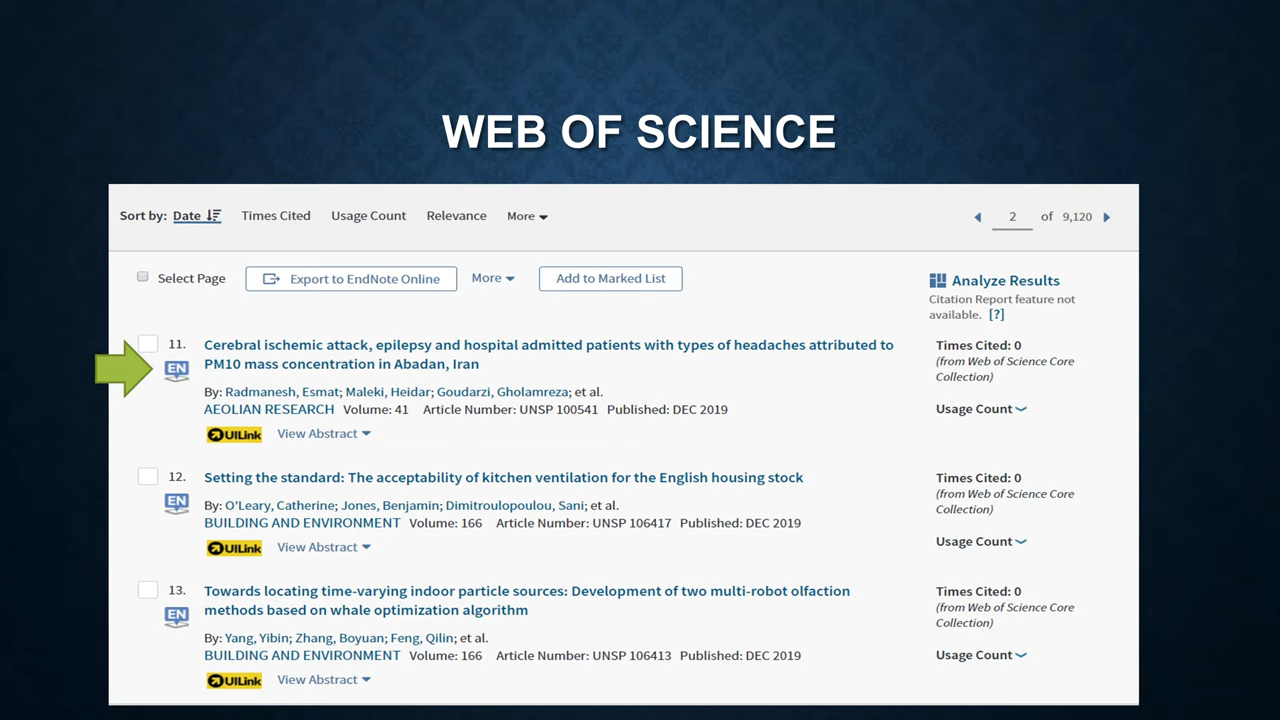 WEB OF SCIENCE
Sort by: Date Times Cited Usage Count Relevance More 2 of 9,120
Select Page Export to EndNote Online More Add to Marked List
Analyze Results
Citation Report feature not
available. [?]
11. Cerebral ischemic attack, epilepsy and hospital admitted patients with types of headaches attributed to
PM10 mass concentration in Abadan, Iran
EN
By: Radmanesh, Esmat; Maleki, Heidar; Goudarzi, Gholamreza; et al.
AEOLIAN RESEARCH Volume: 41 Article Number: UNSP 100541 Published: DEC 2019
UILink View Abstract
Times Cited: 0
(from Web of Science Core
Collection)
Usage Count
12. Setting the standard: The acceptability of kitchen ventilation for the English housing stock
EN
By: O'Leary, Catherine; Jones, Benjamin; Dimitroulopoulou, Sani; et al.
BUILDING AND ENVIRONMENT Volume: 166 Article Number: UNSP 106417 Published: DEC 2019
UILink View Abstract
Times Cited: 0
(from Web of Science Core
Collection)
Usage Count
13. Towards locating time-varying indoor particle sources: Development of two multi-robot olfaction
methods based on whale optimization algorithm
EN
By: Yang, Yibin; Zhang, Boyuan; Feng, Qilin; et al.
BUILDING AND ENVIRONMENT Volume: 166 Article Number: UNSP 106413 Published: DEC 2019
UILink View Abstract
Times Cited: 0
(from Web of Science Core
Collection)
Usage Count